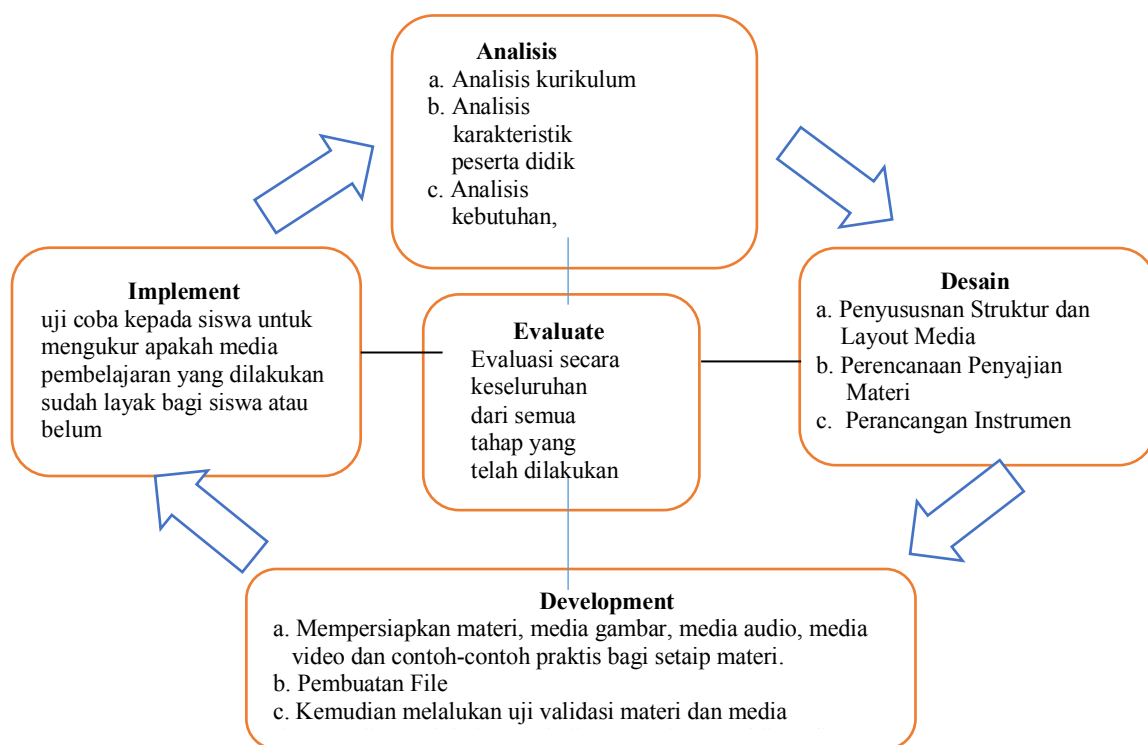 Analisis
a. Analisis kurikulum
b. Analisis
karakteristik
peserta didik
c. Analisis
kebutuhan,
Implement
uji coba kepada siswa untuk
mengukur apakah media
pembelajaran yang dilakukan
sudah layak bagi siswa atau
belum
Evaluate
Evaluasi secara
keseluruhan
dari semua
tahap yang
telah dilakukan
Desain
a. Penyususnan Struktur dan
Layout Media
b. Perencanaan Penyajian
Materi
c. Perancangan Instrumen
Development
a. Mempersiapkan materi, media gambar, media audio, media
video dan contoh-contoh praktis bagi setaip materi.
b. Pembuatan File
c. Kemudian melalukan uji validasi materi dan media